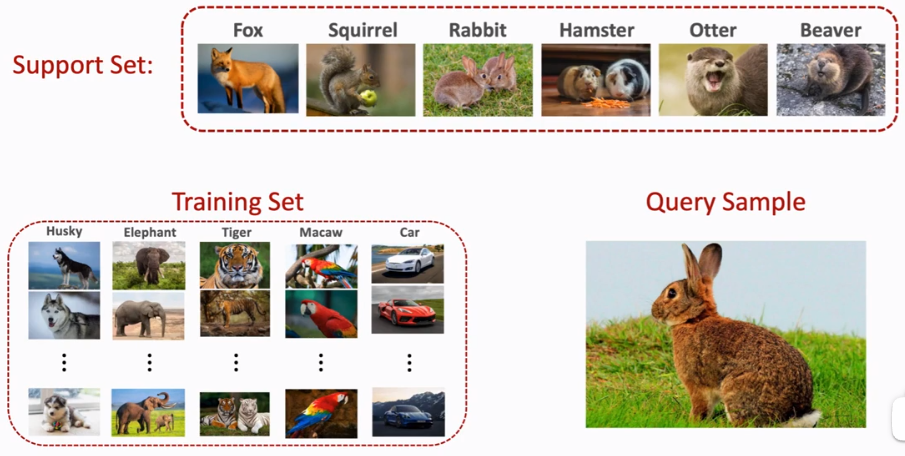 Support Set:
Fox Squirrel Rabbit Hamster Otter Beaver
Training Set
Husky Elephant Tiger Macaw Car
Query Sample